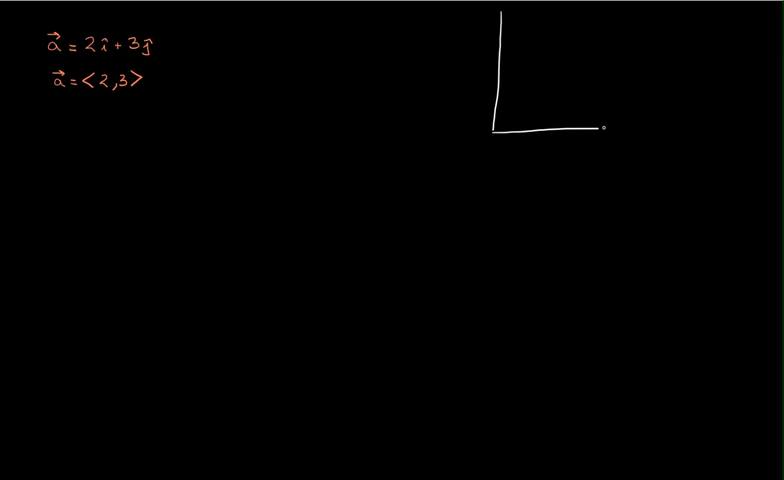 a⃗ = 2î + 3ĵ
a⃗ = <2,3>